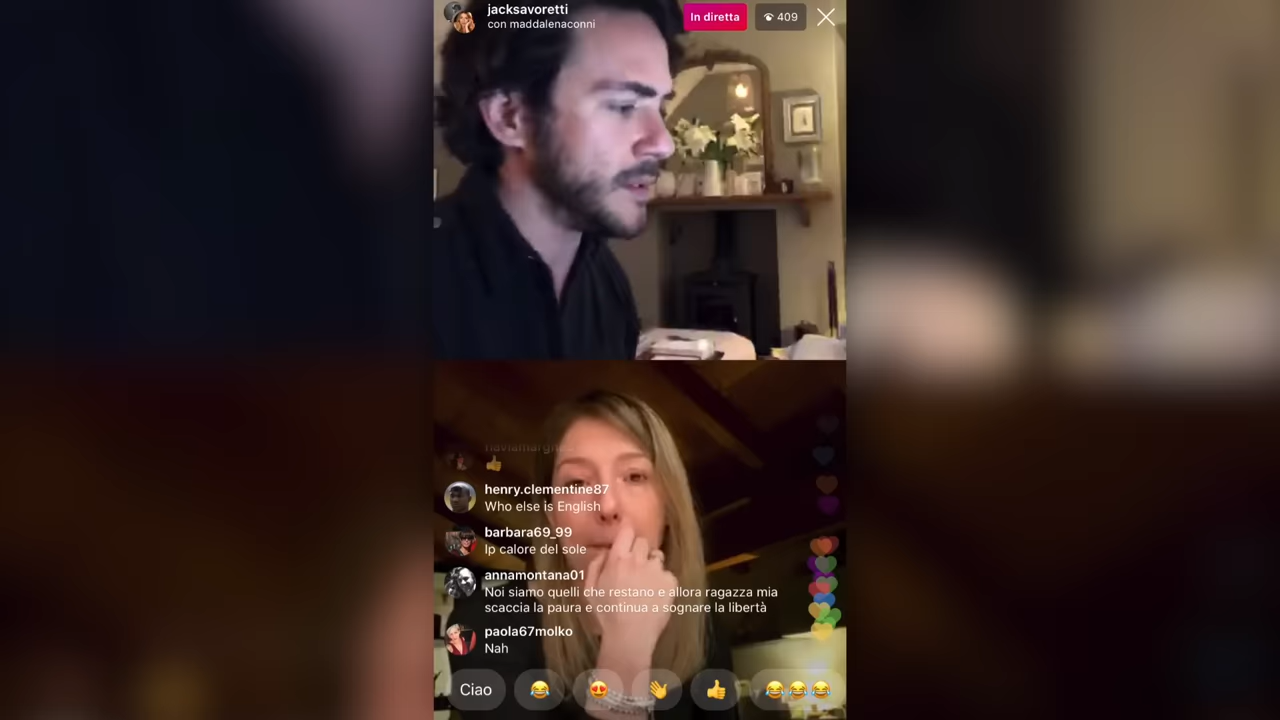 jacksavoretti
con maddalenaconni
In diretta
409
henry.clementine87
Who else is English
barbara69_99
Ip calore del sole
annamontana01
Noi siamo quelli che restano e allora ragazza mia
scaccia la paura e continua a sognare la libertà
paola67molko
Nah
Ciao